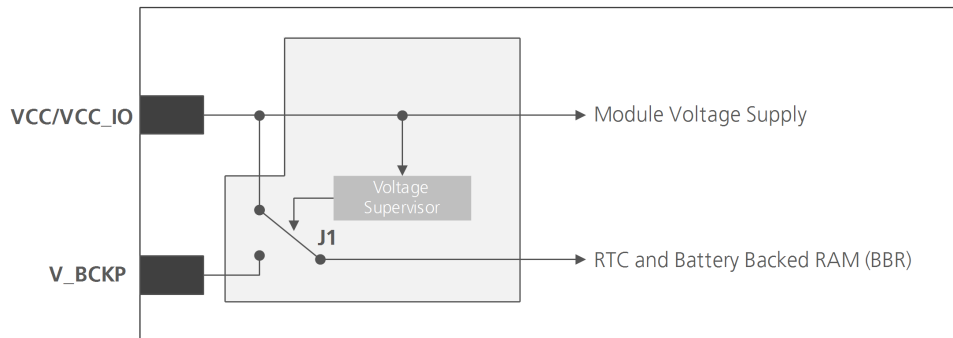 VCC/VCC_IO
Module Voltage Supply
Voltage
Supervisor
J1
V_BCKP
RTC and Battery Backed RAM (BBR)